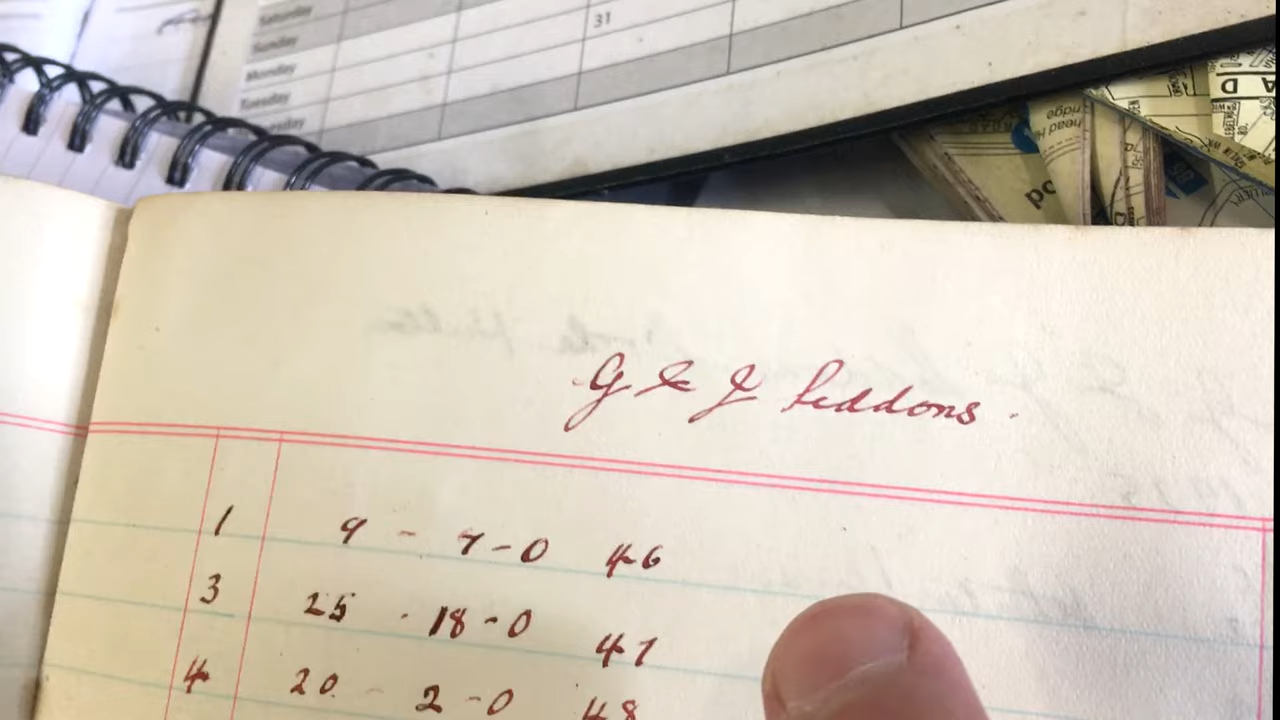 Saturday
Sunday
31
Monday
Tuesday
G & J Seddons.
1 9 - 7 - 0 46
3 25 - 18 - 0 47
4 20 - 2 - 0 48